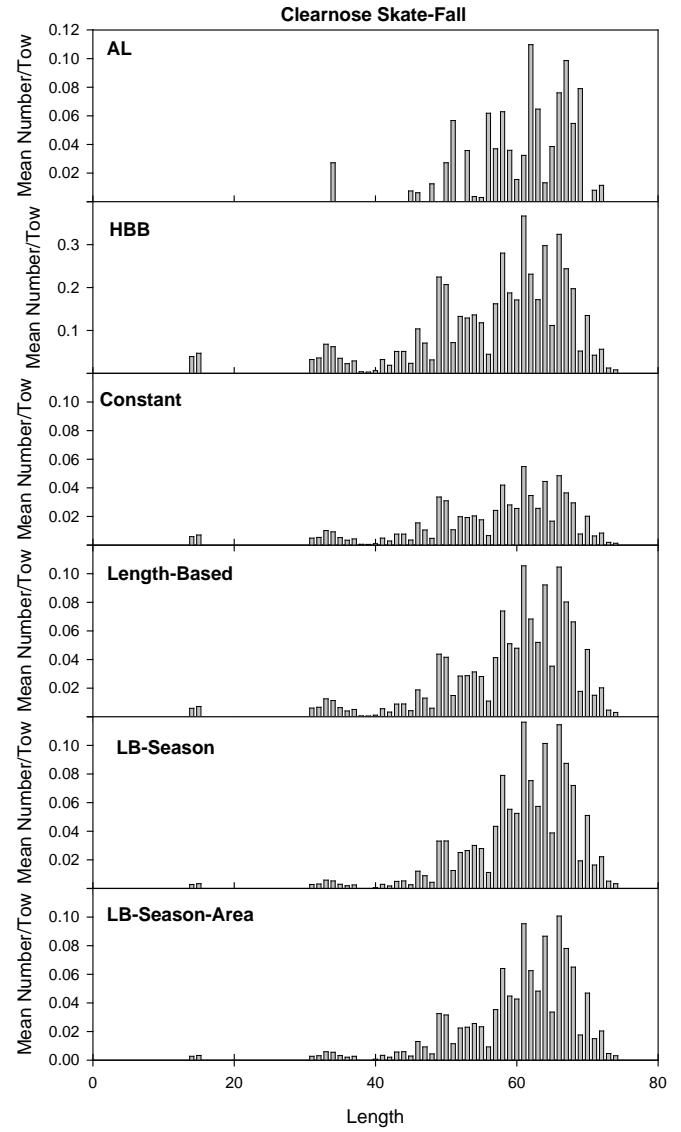 Clearnose Skate-Fall
0.12
AL
0.10
0.08
0.06
0.04
0.02
Mean Number/Tow
HBB
0.3
0.2
0.1
Mean Number/Tow
Constant
0.10
0.08
0.06
0.04
0.02
Mean Number/Tow
Length-Based
0.10
0.08
0.06
0.04
0.02
Mean Number/Tow
LB-Season
0.10
0.08
0.06
0.04
0.02
Mean Number/Tow
LB-Season-Area
0.10
0.08
0.06
0.04
0.02
0.00
Mean Number/Tow
0 20 40 60 80
Length